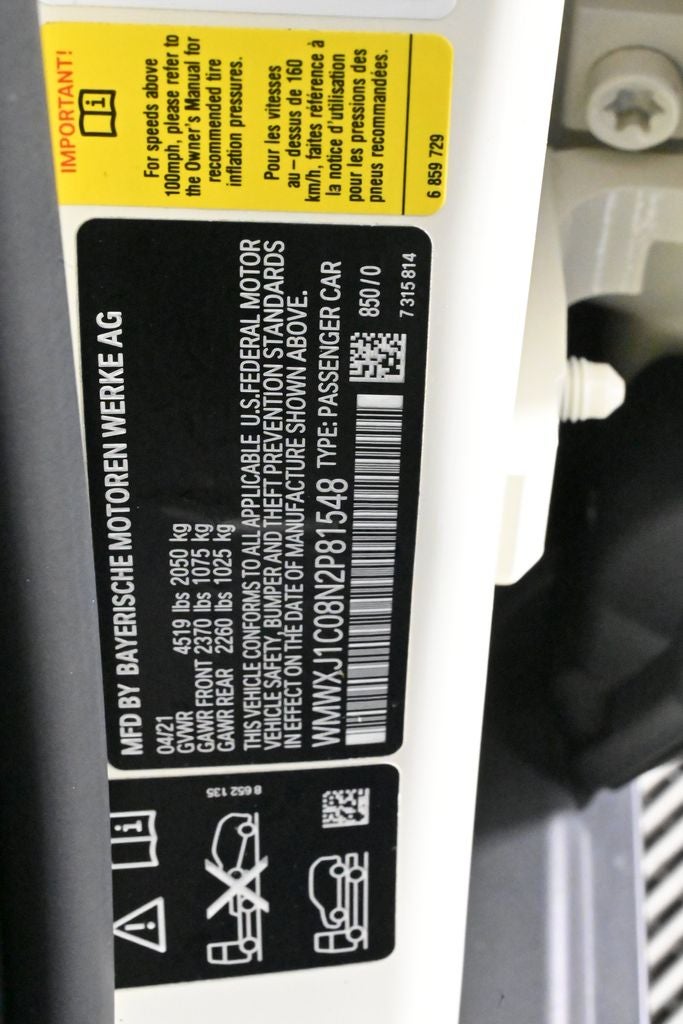 IMPORTANT!
For speeds above
100mph, please refer to
the Owner's Manual for
recommended tire
inflation pressures.
Pour les vitesses
au – dessus de 160
km/h, faites référence à
la notice d'utilisation
pour les pressions des
pneus recommandées.
6 859 729
MFD BY BAYERISCHE MOTOREN WERKE AG
04/21
GVWR 4519 lbs 2050 kg
GAWR FRONT 2370 lbs 1075 kg
GAWR REAR 2260 lbs 1025 kg
THIS VEHICLE CONFORMS TO ALL APPLICABLE U.S.FEDERAL MOTOR
VEHICLE SAFETY, BUMPER AND THEFT PREVENTION STANDARDS
IN EFFECT ON THE DATE OF MANUFACTURE SHOWN ABOVE.
WMWXJ1C08N2P81548 TYPE: PASSENGER CAR
850 / 0
7 315 814
8 652 135